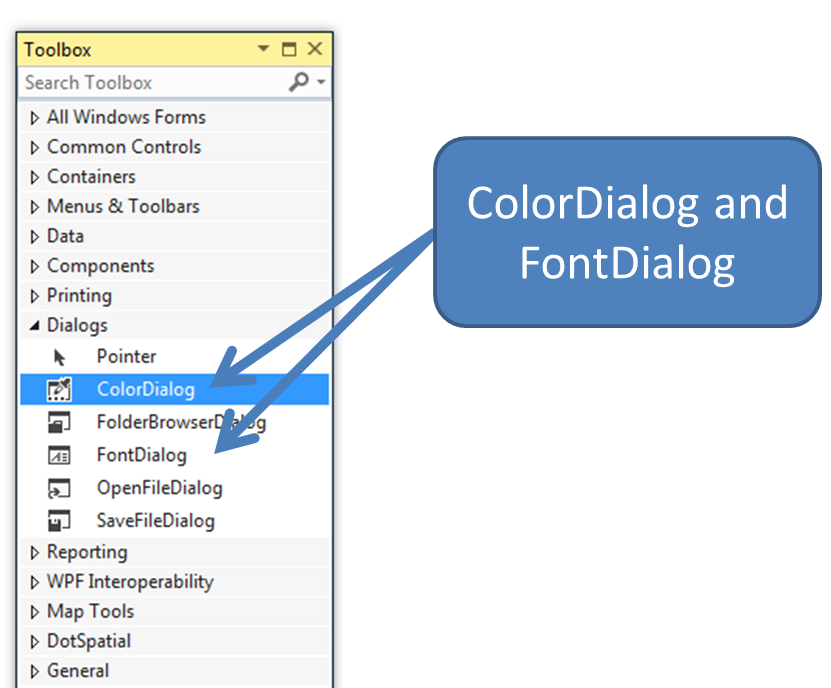 Toolbox
Search Toolbox
All Windows Forms
Common Controls
Containers
Menus & Toolbars
Data
Components
Printing
Dialogs
Pointer
ColorDialog
FolderBrowserDialog
FontDialog
OpenFileDialog
SaveFileDialog
Reporting
WPF Interoperability
Map Tools
DotSpatial
General
ColorDialog and
FontDialog